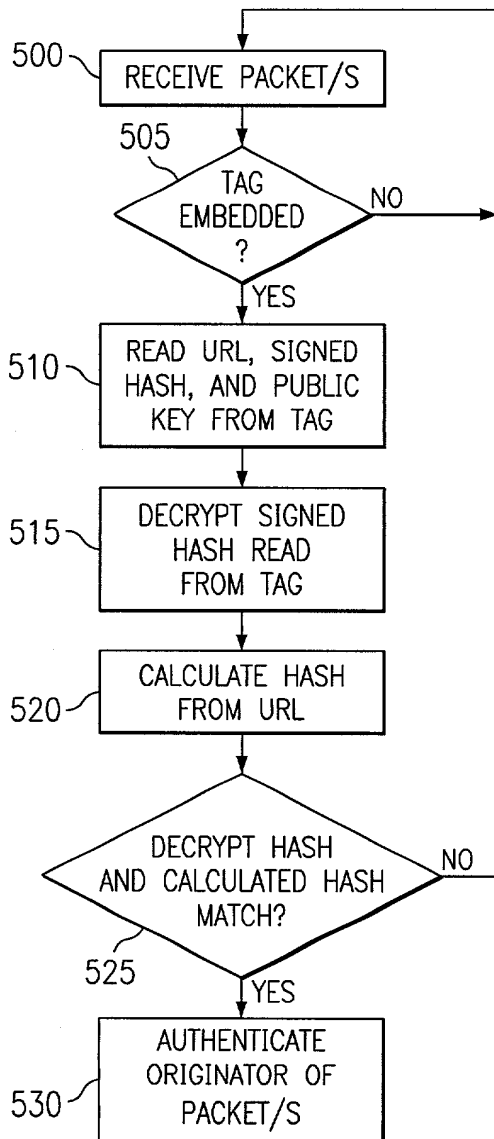 500
RECEIVE PACKET/S
505
TAG
EMBEDDED
?
NO
YES
510
READ URL, SIGNED
HASH, AND PUBLIC
KEY FROM TAG
515
DECRYPT SIGNED
HASH READ
FROM TAG
520
CALCULATE HASH
FROM URL
DECRYPT HASH
AND CALCULATED HASH
MATCH?
NO
525
YES
530
AUTHENTICATE
ORIGINATOR OF
PACKET/S